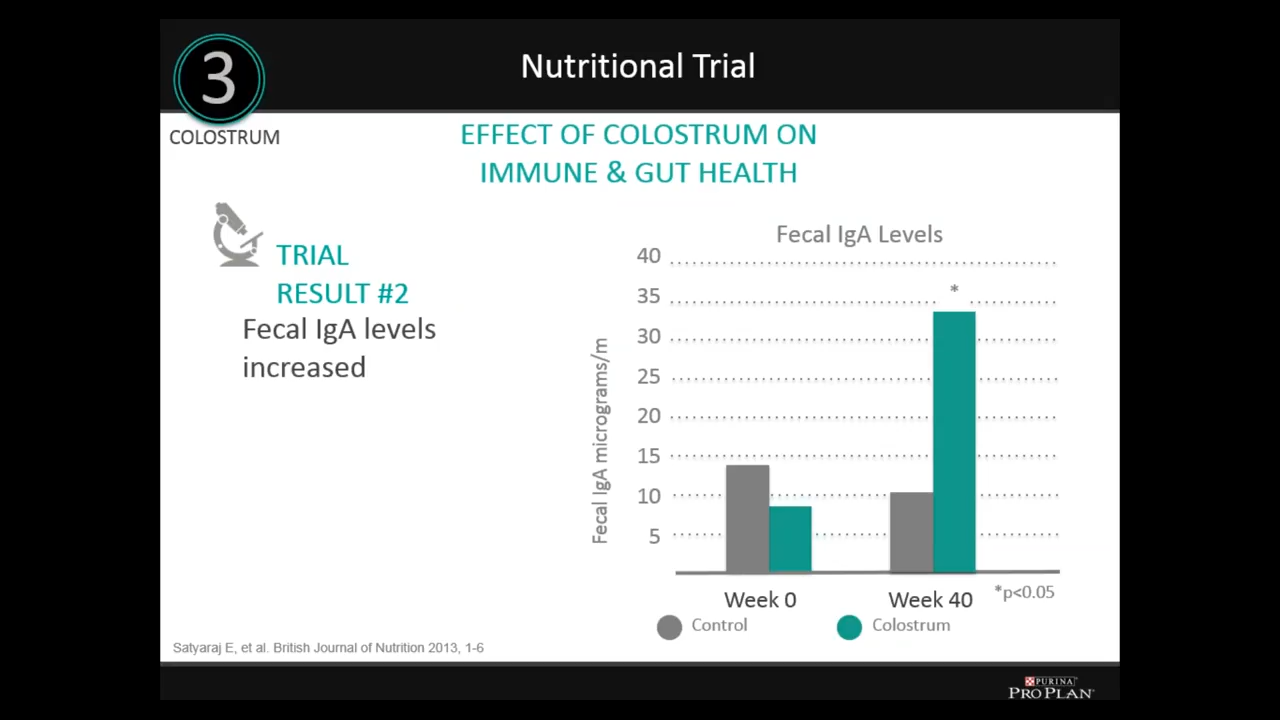 3
Nutritional Trial
COLOSTRUM
EFFECT OF COLOSTRUM ON
IMMUNE & GUT HEALTH
TRIAL
RESULT #2
Fecal IgA levels
increased
Fecal IgA Levels
Fecal IgA micrograms/m
40
35
30
25
20
15
10
5
*
Week 0
Week 40
*p<0.05
Control
Colostrum
Satyaraj E, et al. British Journal of Nutrition 2013, 1-6
PURINA
PRO PLAN